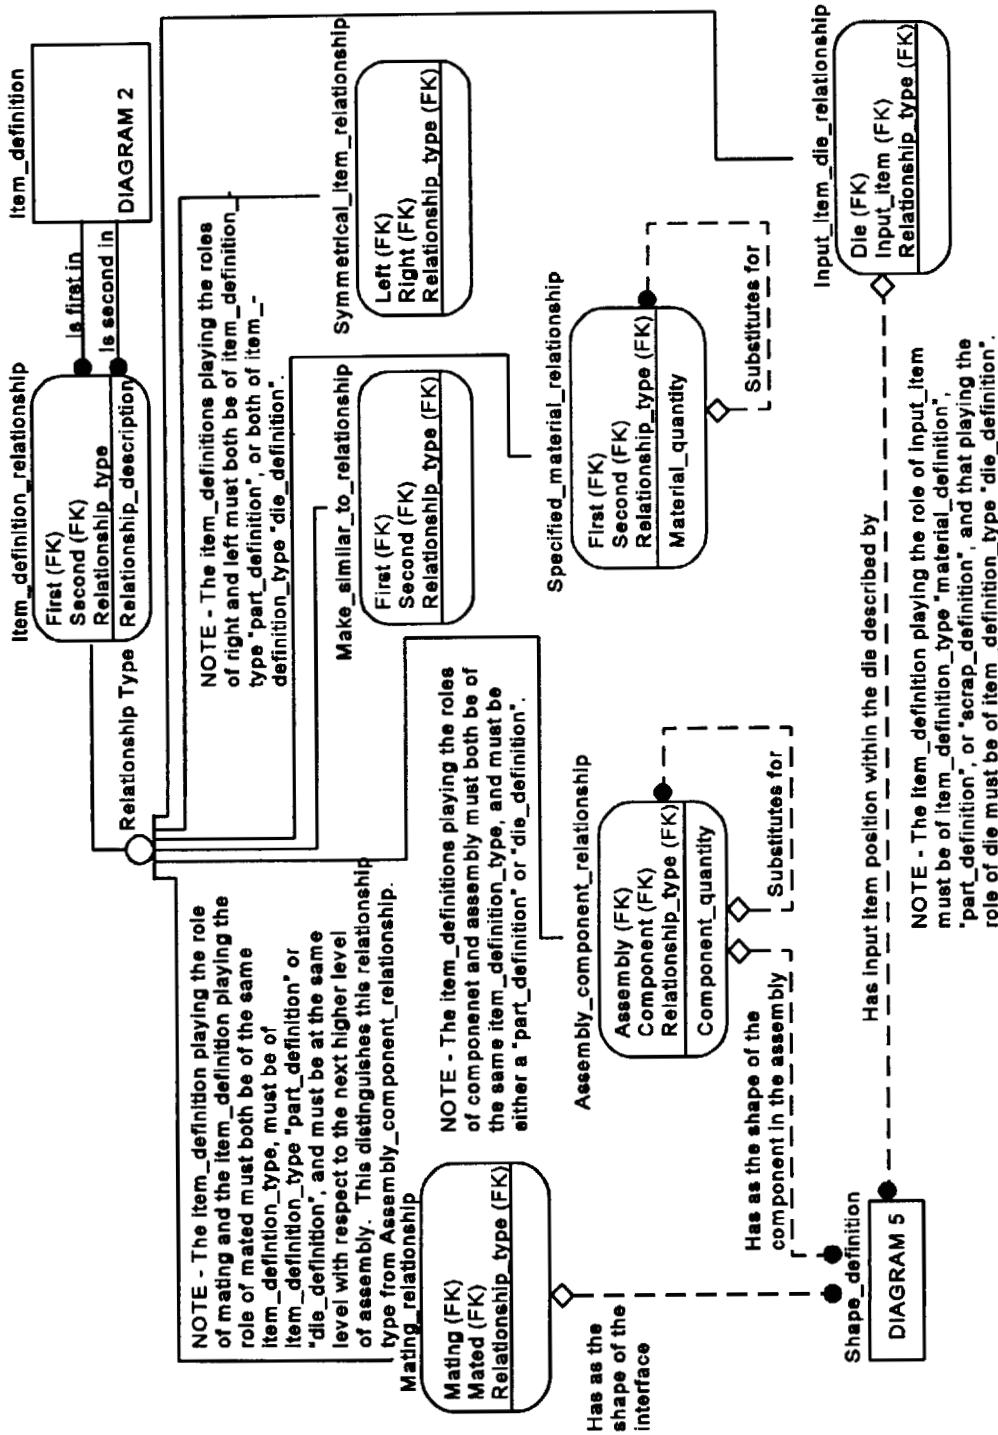 Item_definition
DIAGRAM 2
Is first in
Is second in
Item_definition_relationship
First (FK)
Second (FK)
Relationship_type
Relationship_description
Relationship Type
NOTE - The item_definitions playing the roles
of right and left must both be of item_definition_
type "part_definition", or both of item_-
definition_type "die_definition".
Symmetrical_item_relationship
Left (FK)
Right (FK)
Relationship_type (FK)
Make_similar_to_relationship
First (FK)
Second (FK)
Relationship_type (FK)
Specified_material_relationship
First (FK)
Second (FK)
Relationship_type (FK)
Material_quantity
Substitutes for
Input_item_die_relationship
Die (FK)
Input_item (FK)
Relationship_type (FK)
NOTE - The item_definition playing the role
of mating and the item_definition playing the
role of mated must both be of the same
item_defintion_type, must be of
item_definition_type "part_definition" or
"die_definition", and must be at the same
level with respect to the next higher level
of assembly. This distinguishes this relationship
type from Assembly_component_relationship.
Mating_relationship
Mating (FK)
Mated (FK)
Relationship_type (FK)
NOTE - The item_definitions playing the roles
of componenet and assembly must both be of
the same item_definition_type, and must be
either a "part_definition" or "die_definition".
Assembly_component_relationship
Assembly (FK)
Component (FK)
Relationship_type (FK)
Component_quantity
Substitutes for
Has as the shape of the
component in the assembly
Has as the
shape of the
interface
Shape_definition
DIAGRAM 5
Has input item position within the die described by
NOTE - The item_definition playing the role of input_item
must be of item_definition_type "material_definition",
"part_definition", or "scrap_definition", and that playing the
role of die must be of item_definition_type "die_definition".